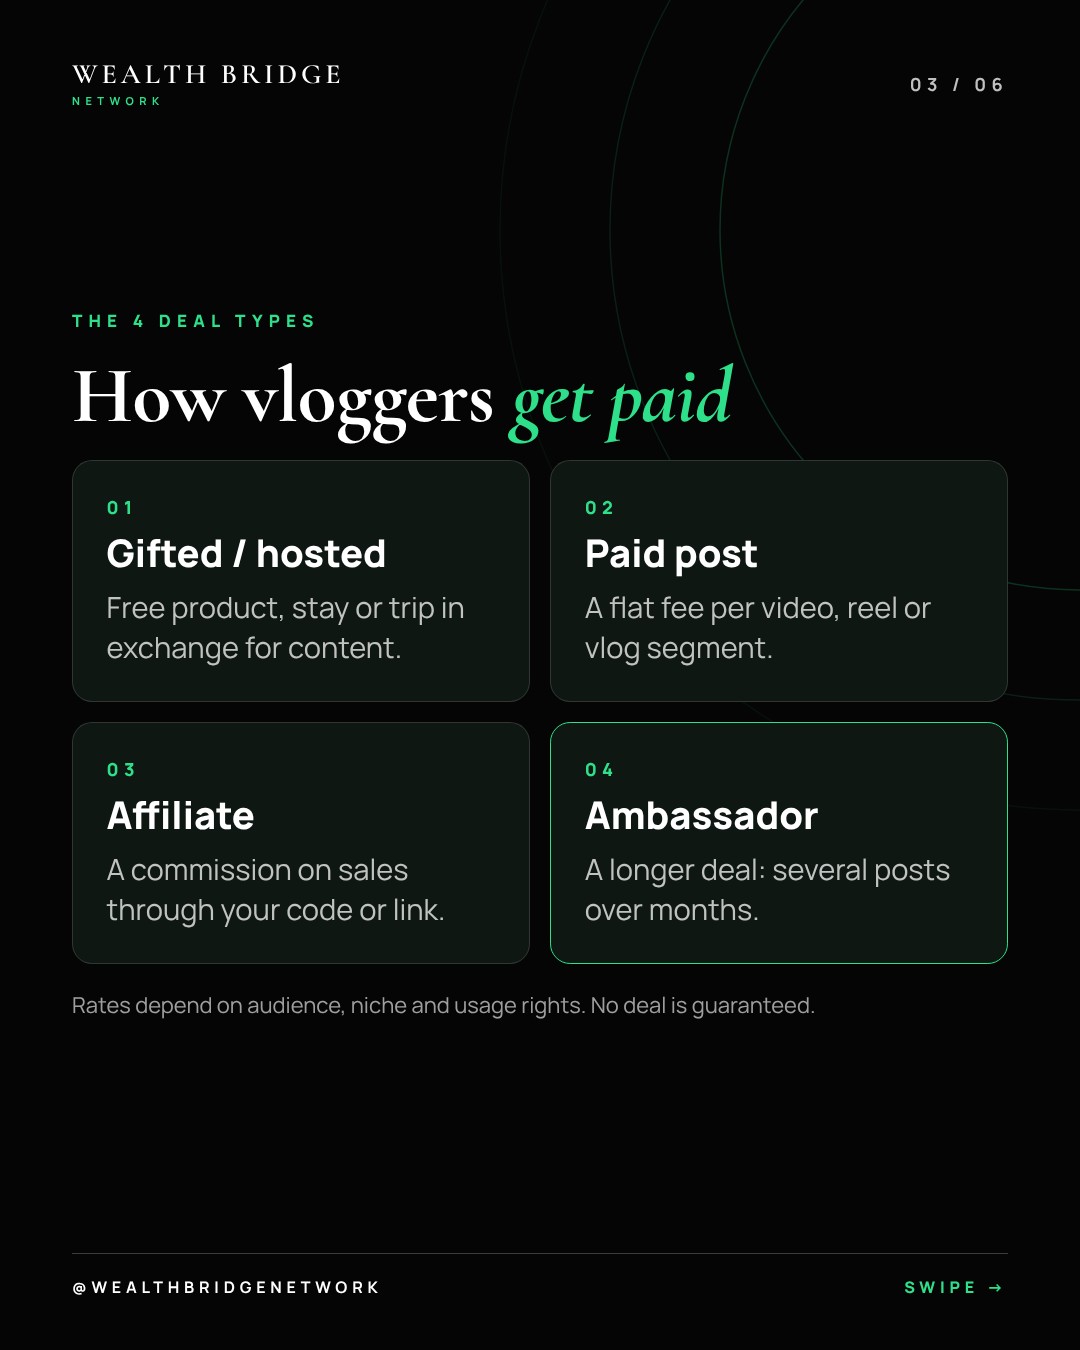 WEALTH BRIDGE
NETWORK
03 / 06
THE 4 DEAL TYPES
How vloggers get paid
01
Gifted / hosted
Free product, stay or trip in
exchange for content.
02
Paid post
A flat fee per video, reel or
vlog segment.
03
Affiliate
A commission on sales
through your code or link.
04
Ambassador
A longer deal: several posts
over months.
Rates depend on audience, niche and usage rights. No deal is guaranteed.
@WEALTHBRIDGENETWORK
SWIPE →